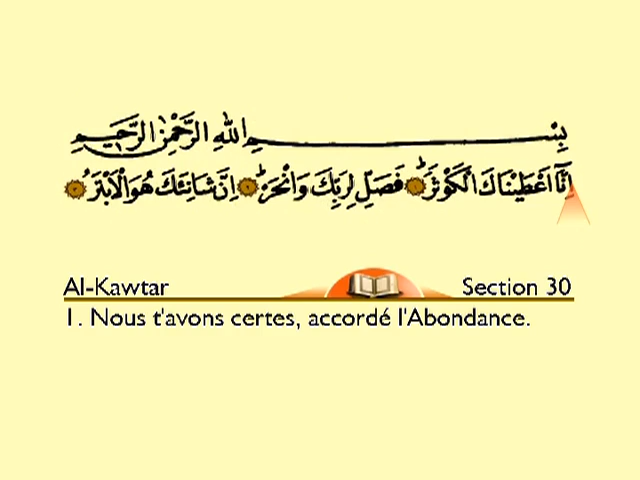 بِسْمِ اللهِ الرَّحْمٰنِ الرَّحِيمِ
اِنَّآ اَعْطَيْنَاكَ الْكَوْثَرَؕ ۝١ فَصَلِّ لِرَبِّكَ وَانْحَرْؕ ۝٢ اِنَّ شَانِئَكَ هُوَ الْاَبْتَرُ ۝٣
Al-Kawtar Section 30
1. Nous t'avons certes, accordé l'Abondance.